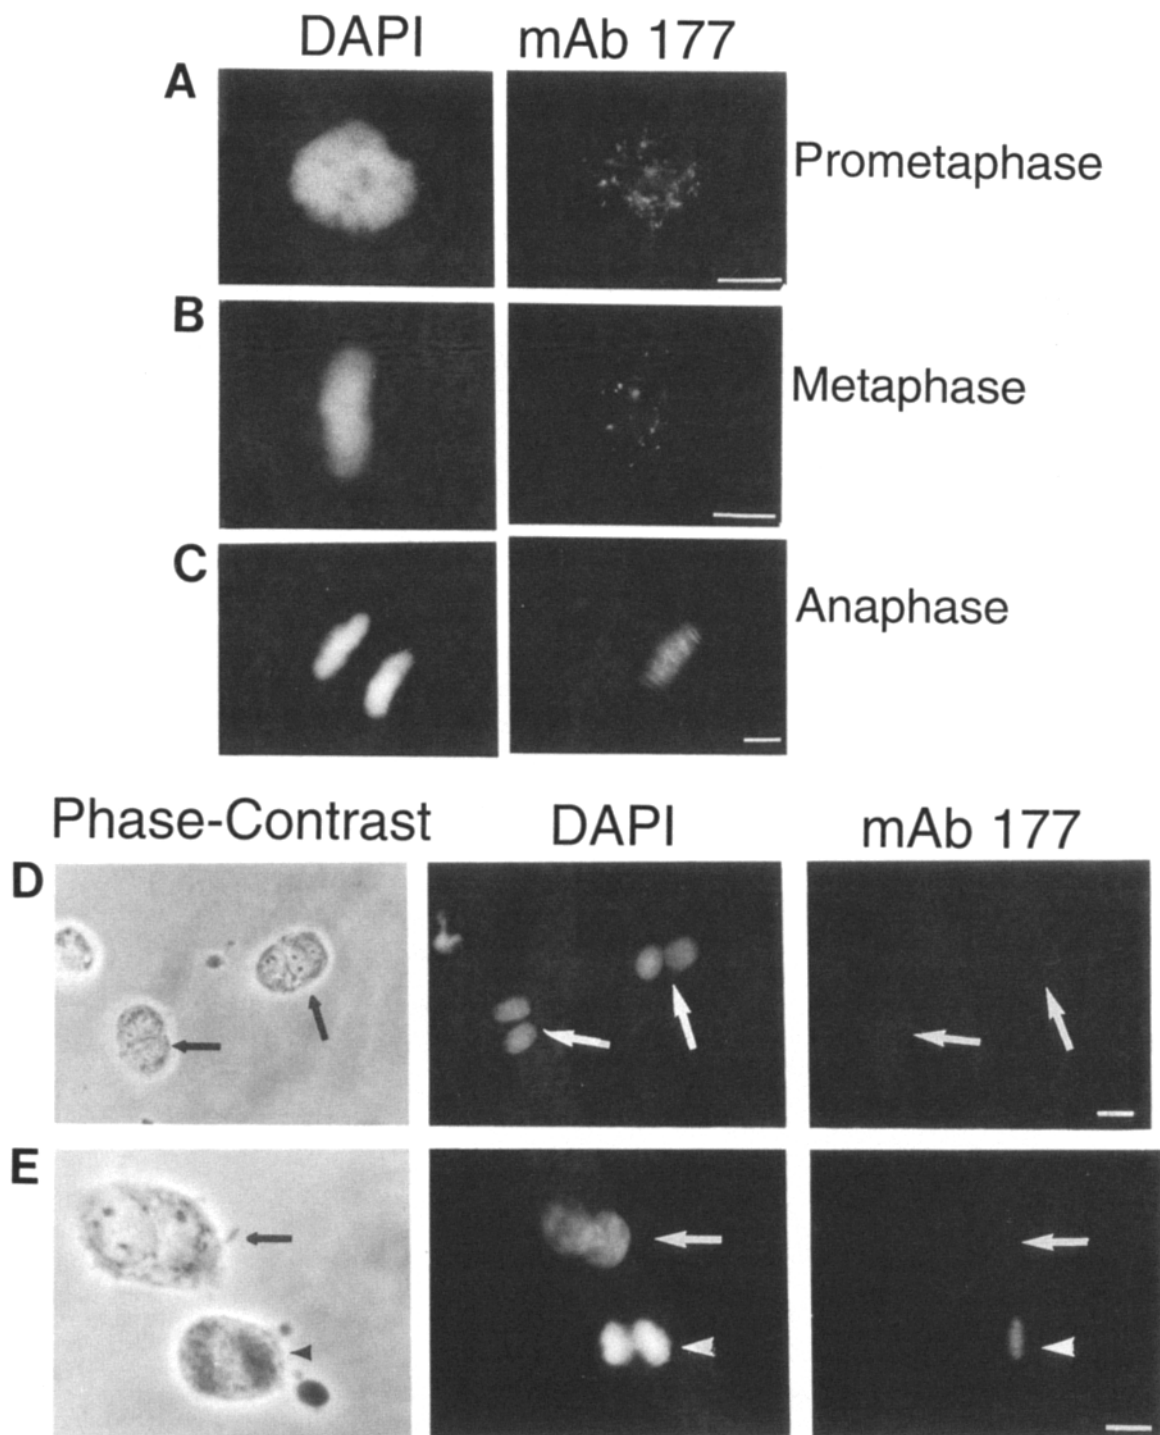 DAPI mAb 177
A
Prometaphase
B
Metaphase
C
Anaphase
Phase-Contrast DAPI mAb 177
D
E